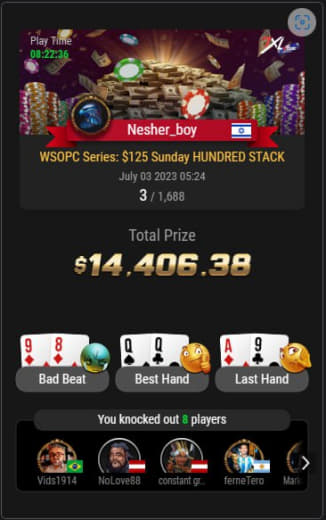 Play Time
08:22:36
XL
Nesher_boy
WSOPC Series: $125 Sunday HUNDRED STACK
July 03 2023 05:24
3 / 1,688
Total Prize
$14,406.38
9 8
Q Q
A 9
Bad Beat
Best Hand
Last Hand
You knocked out 8 players
Vids1914
NoLove88
constant gr..
ferneTero
Mark